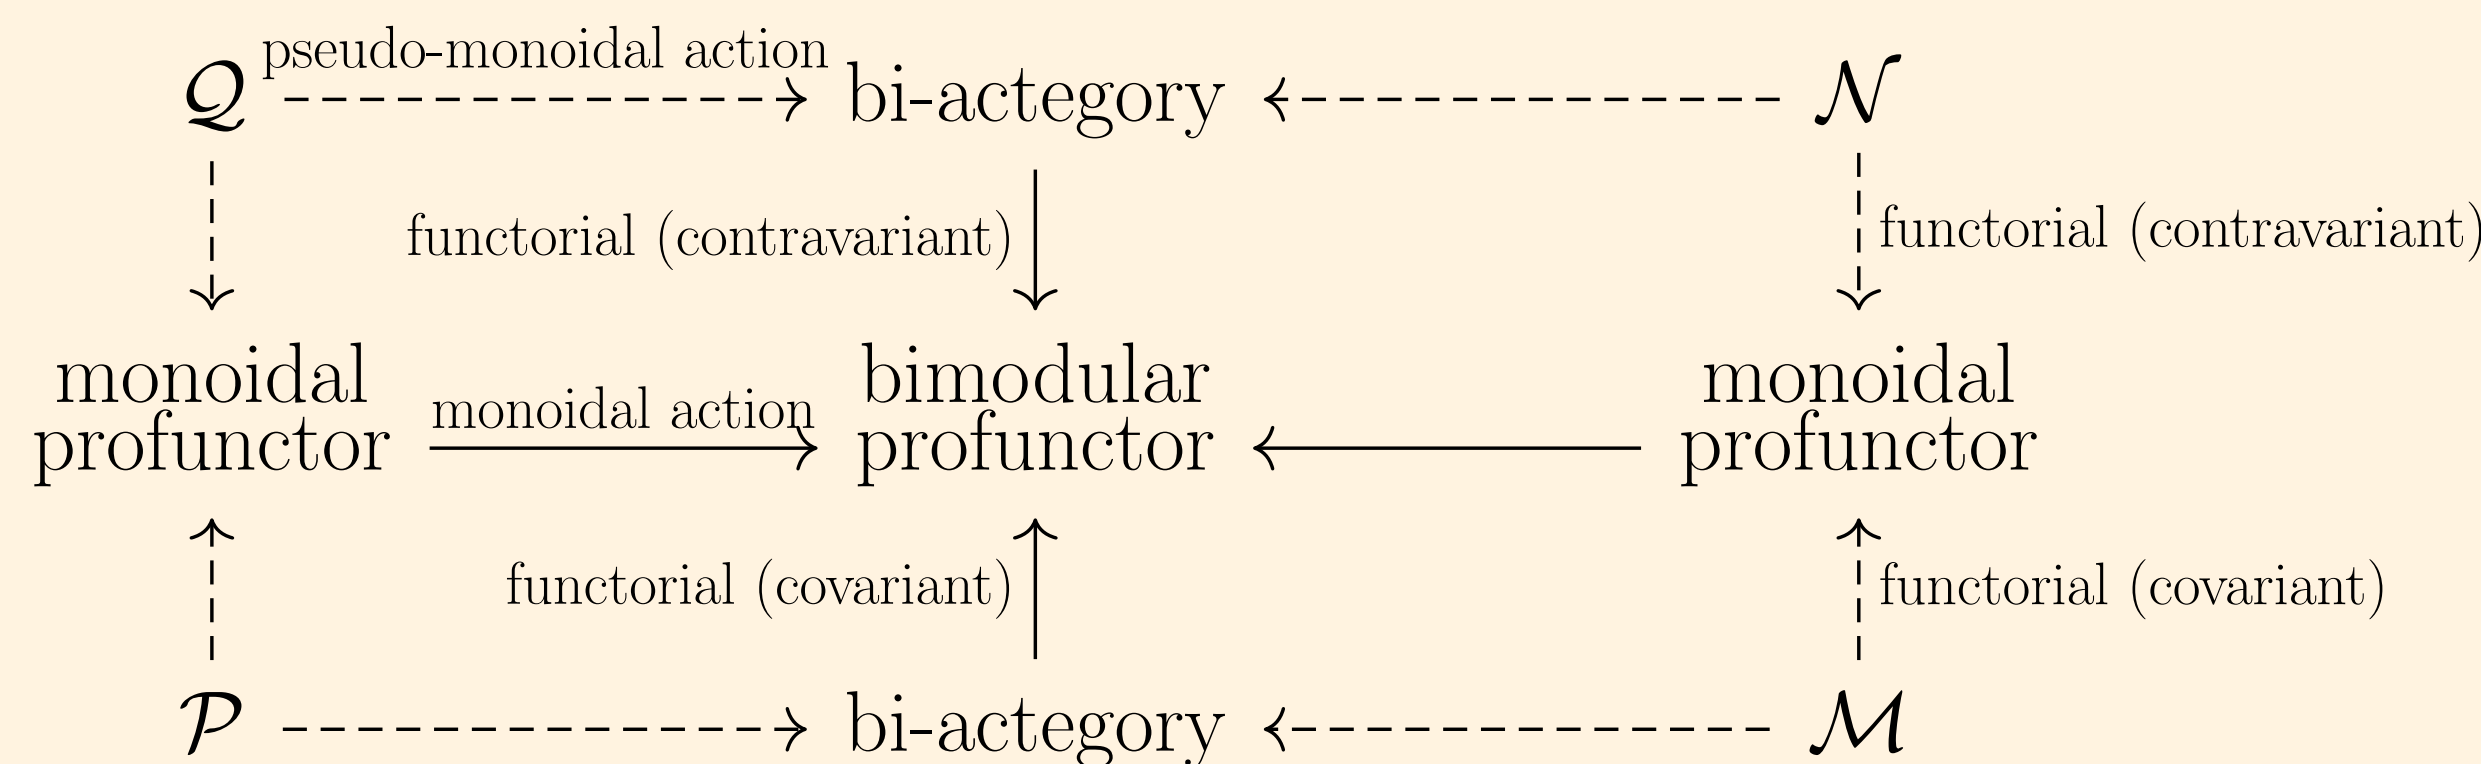 pseudo-monoidal action
𝒬 bi-actegory 𝒩
functorial (contravariant) functorial (contravariant)
monoidal bimodular monoidal
monoidal action
profunctor profunctor profunctor
functorial (covariant) functorial (covariant)
𝒫 bi-actegory ℳ